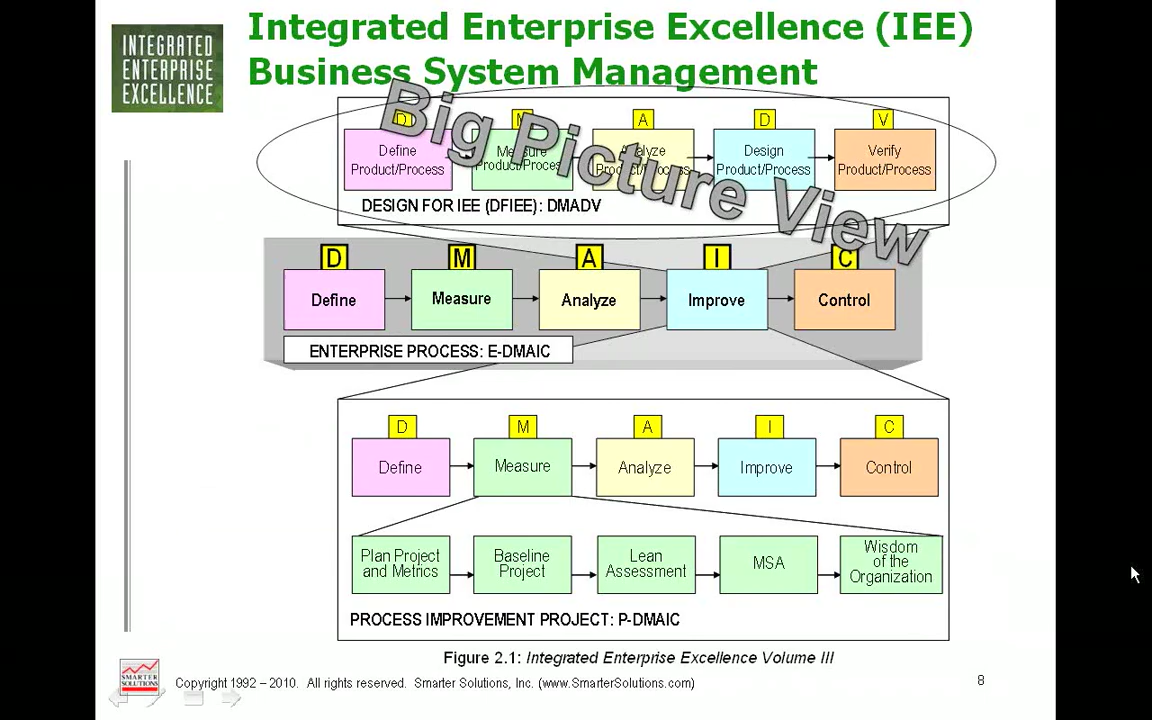 INTEGRATED
ENTERPRISE
EXCELLENCE
Integrated Enterprise Excellence (IEE)
Business System Management
Big Picture View
D
M
A
D
V
Define
Product/Process
Measure
Product/Process
Analyze
Product/Process
Design
Product/Process
Verify
Product/Process
DESIGN FOR IEE (DFIEE): DMADV
D
M
A
I
C
Define
Measure
Analyze
Improve
Control
ENTERPRISE PROCESS: E-DMAIC
D
M
A
I
C
Define
Measure
Analyze
Improve
Control
Plan Project
and Metrics
Baseline
Project
Lean
Assessment
MSA
Wisdom
of the
Organization
PROCESS IMPROVEMENT PROJECT: P-DMAIC
Figure 2.1: Integrated Enterprise Excellence Volume III
SMARTER
SOLUTIONS
Copyright 1992 – 2010. All rights reserved. Smarter Solutions, Inc. (www.SmarterSolutions.com)
8